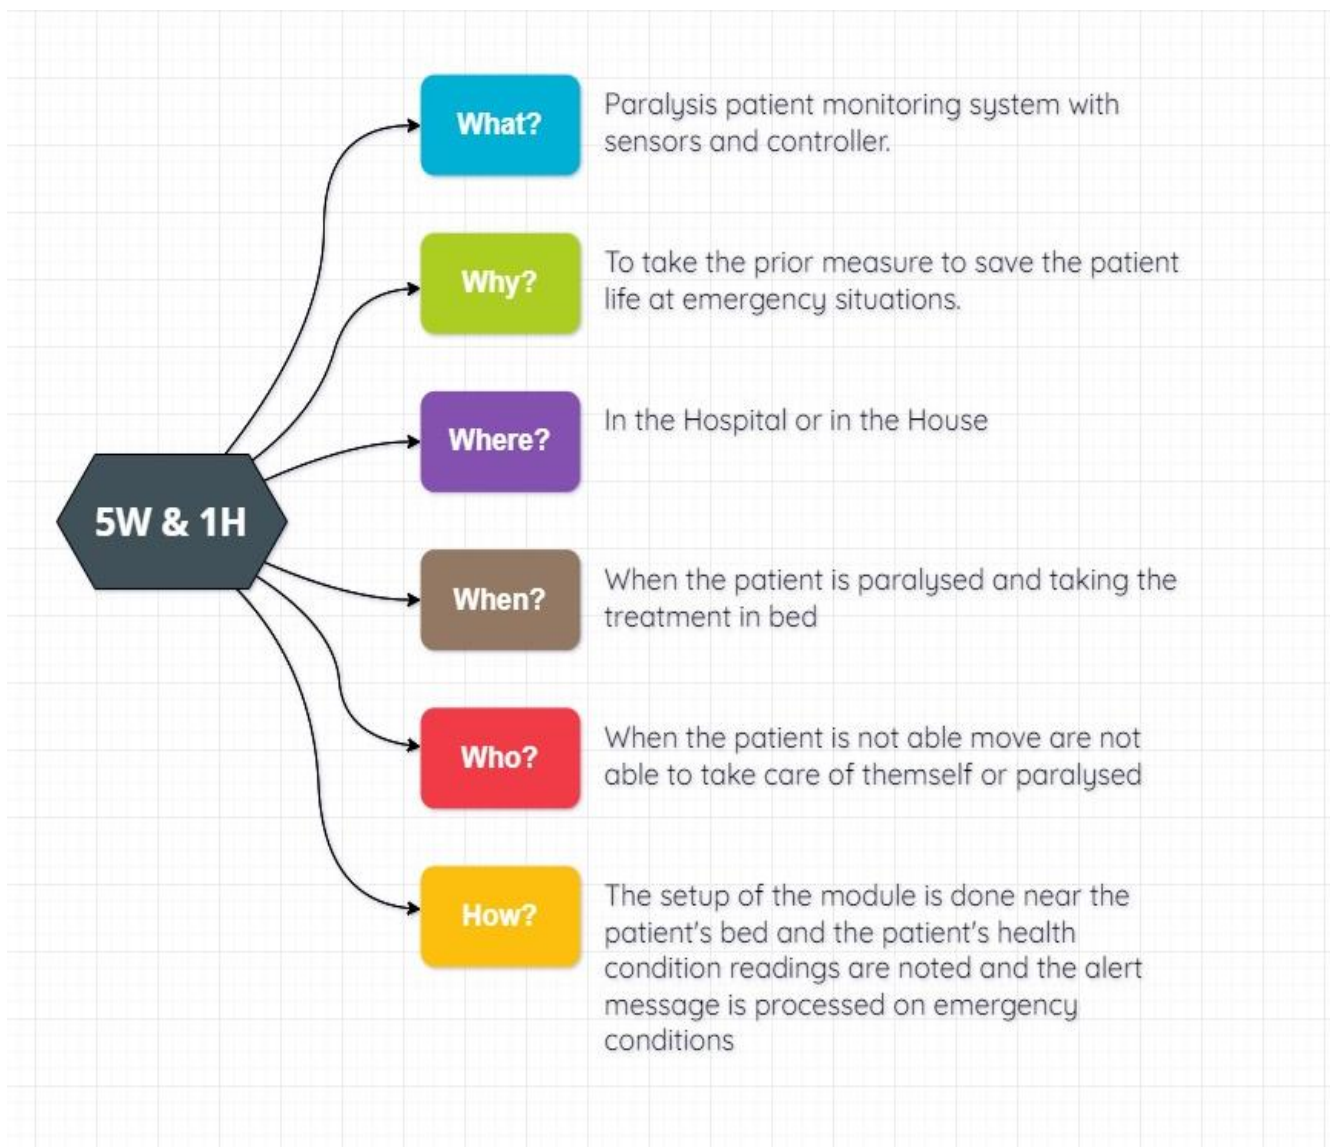 5W & 1H
What?
Paralysis patient monitoring system with
sensors and controller.
Why?
To take the prior measure to save the patient
life at emergency situations.
Where?
In the Hospital or in the House
When?
When the patient is paralysed and taking the
treatment in bed
Who?
When the patient is not able move are not
able to take care of themself or paralysed
How?
The setup of the module is done near the
patient's bed and the patient's health
condition readings are noted and the alert
message is processed on emergency
conditions